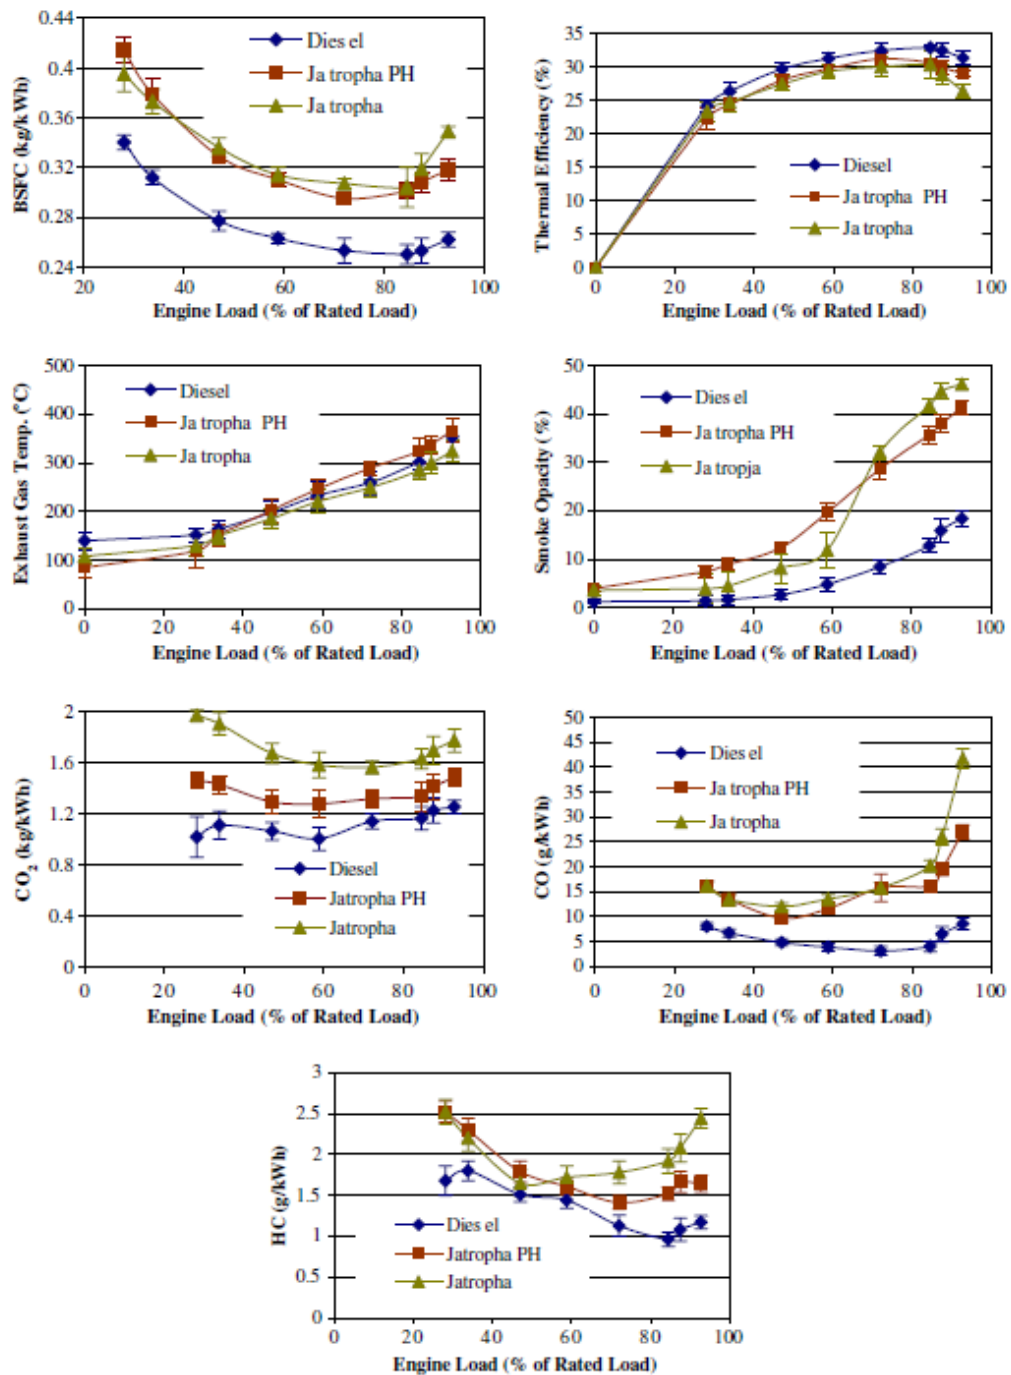 BSFC (kg/kWh)
0.44
0.4
0.36
0.32
0.28
0.24
20 40 60 80 100
Engine Load (% of Rated Load)
Dies el
Ja tropha PH
Ja tropha
Thermal Efficiency (%)
35
30
25
20
15
10
5
0
0 20 40 60 80 100
Engine Load (% of Rated Load)
Diesel
Ja tropha PH
Ja tropha
Exhaust Gas Temp. (°C)
500
400
300
200
100
0
0 20 40 60 80 100
Engine Load (% of Rated Load)
Diesel
Ja tropha PH
Ja tropha
Smoke Opacity (%)
50
40
30
20
10
0
0 20 40 60 80 100
Engine Load (% of Rated Load)
Dies el
Ja tropha PH
Ja tropja
CO₂ (kg/kWh)
2
1.6
1.2
0.8
0.4
0
0 20 40 60 80 100
Engine Load (% of Rated Load)
Diesel
Jatropha PH
Jatropha
CO (g/kWh)
50
45
40
35
30
25
20
15
10
5
0
0 20 40 60 80 100
Engine Load (% of Rated Load)
Dies el
Ja tropha PH
Ja tropha
HC (g/kWh)
3
2.5
2
1.5
1
0.5
0
0 20 40 60 80 100
Engine Load (% of Rated Load)
Dies el
Jatropha PH
Jatropha